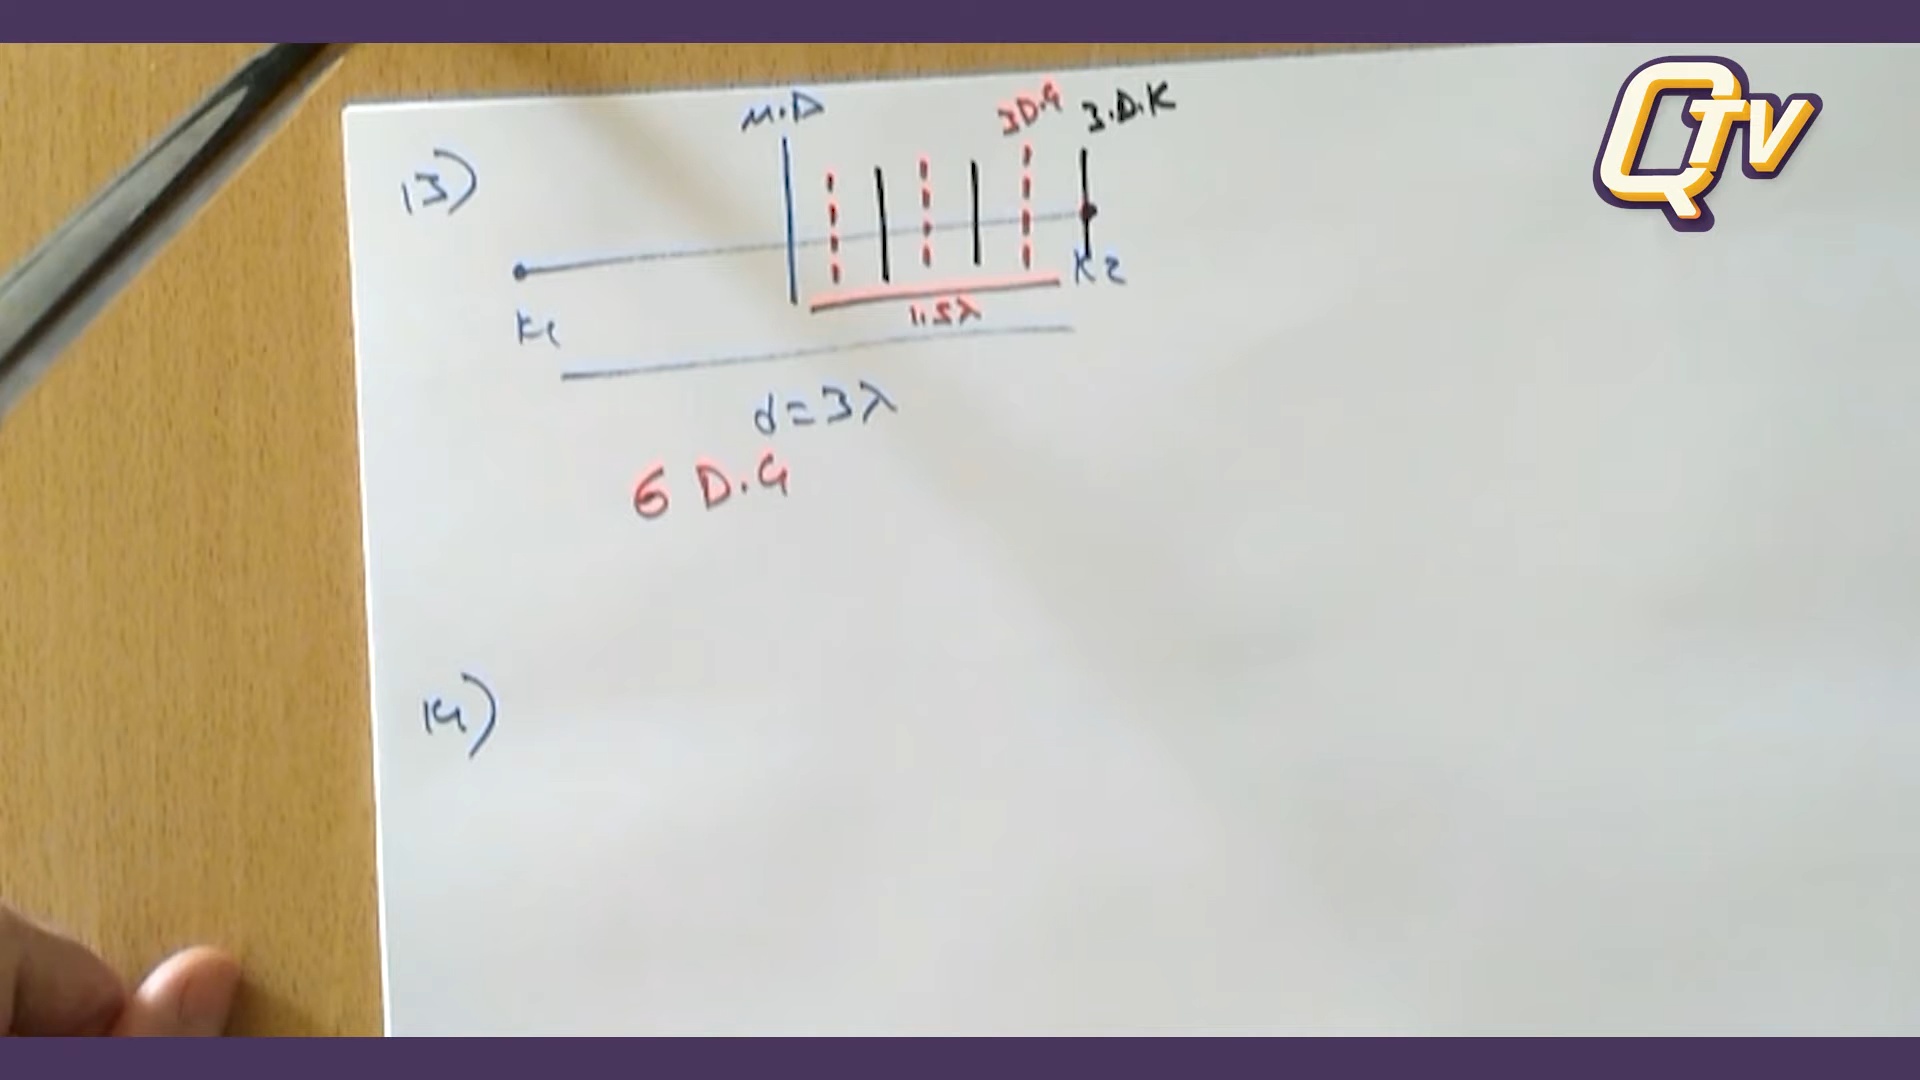 13)
M.D
3D.G
3.D.K
K1
K2
1.5λ
d=3λ
6 D.G
14)
QTV